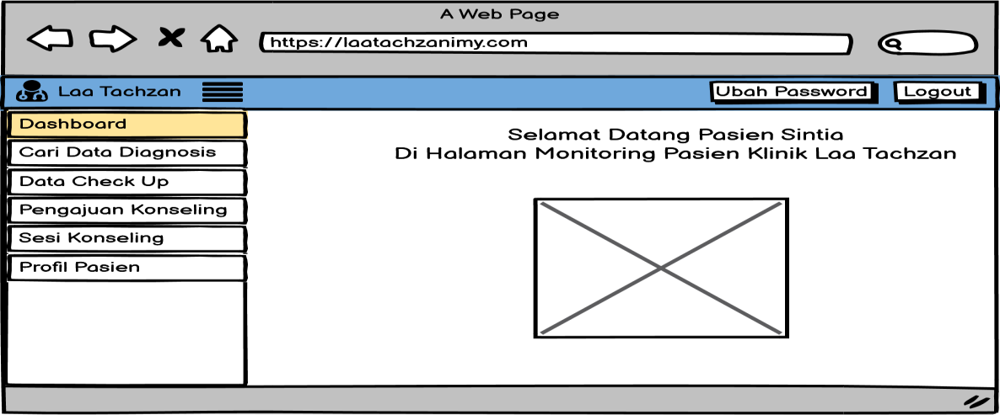 A Web Page
https://laatachzanimy.com
Laa Tachzan
Ubah Password
Logout
Dashboard
Cari Data Diagnosis
Data Check Up
Pengajuan Konseling
Sesi Konseling
Profil Pasien
Selamat Datang Pasien Sintia
Di Halaman Monitoring Pasien Klinik Laa Tachzan